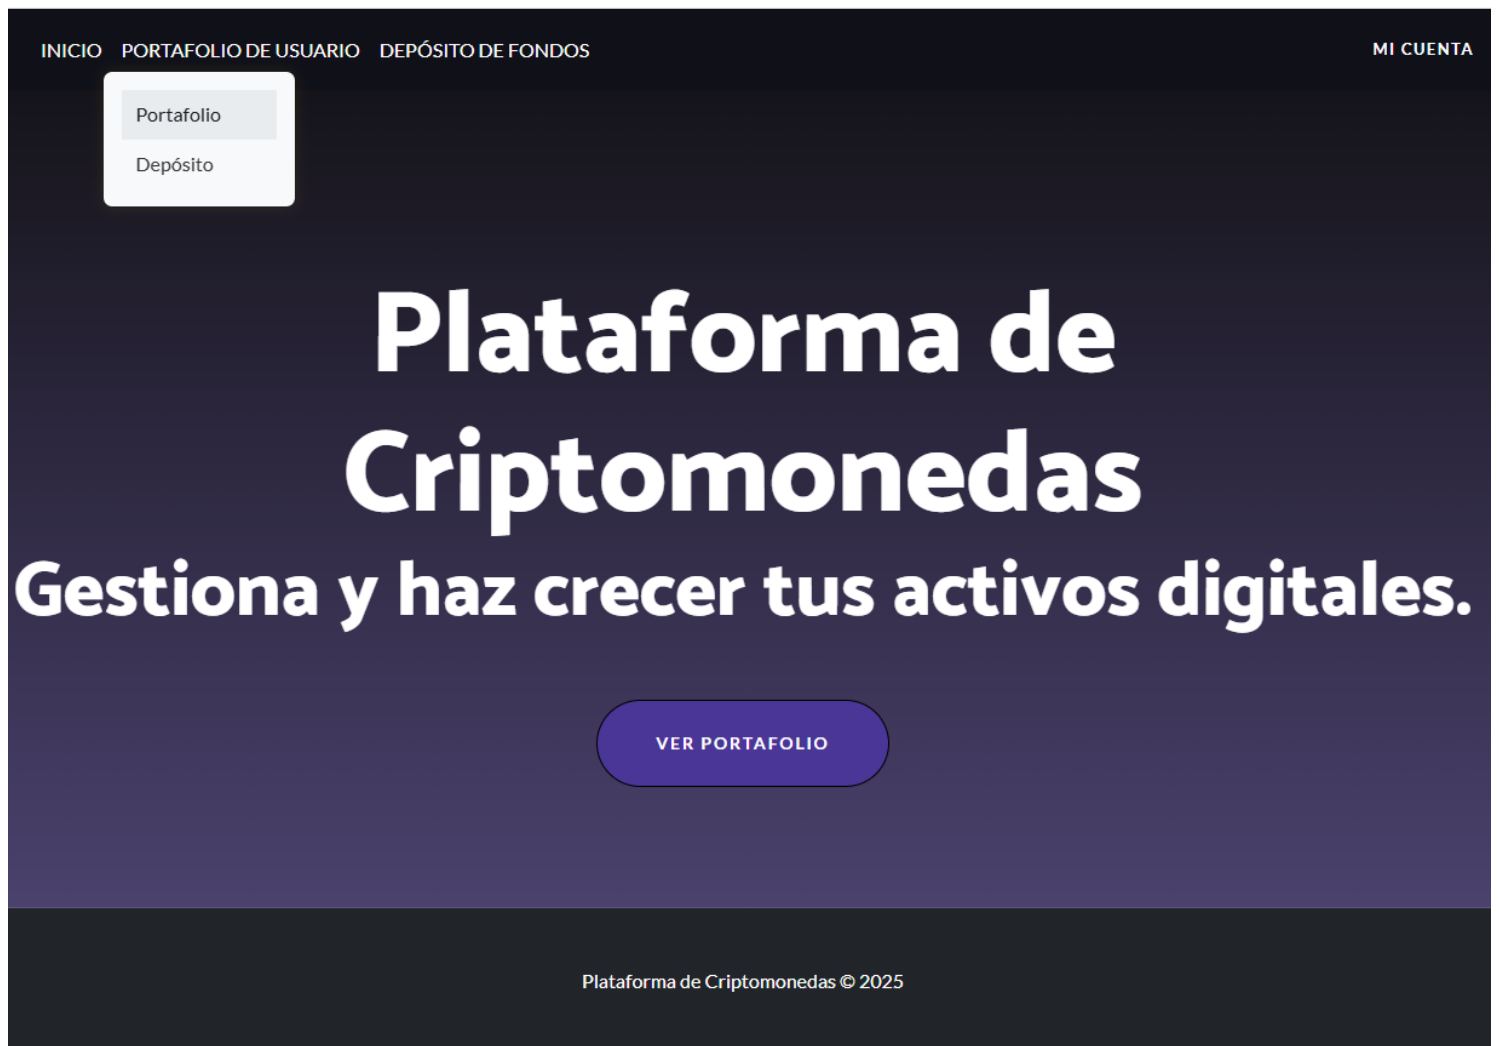 INICIO PORTAFOLIO DE USUARIO DEPÓSITO DE FONDOS MI CUENTA
Portafolio
Depósito
Plataforma de
Criptomonedas
Gestiona y haz crecer tus activos digitales.
VER PORTAFOLIO
Plataforma de Criptomonedas © 2025